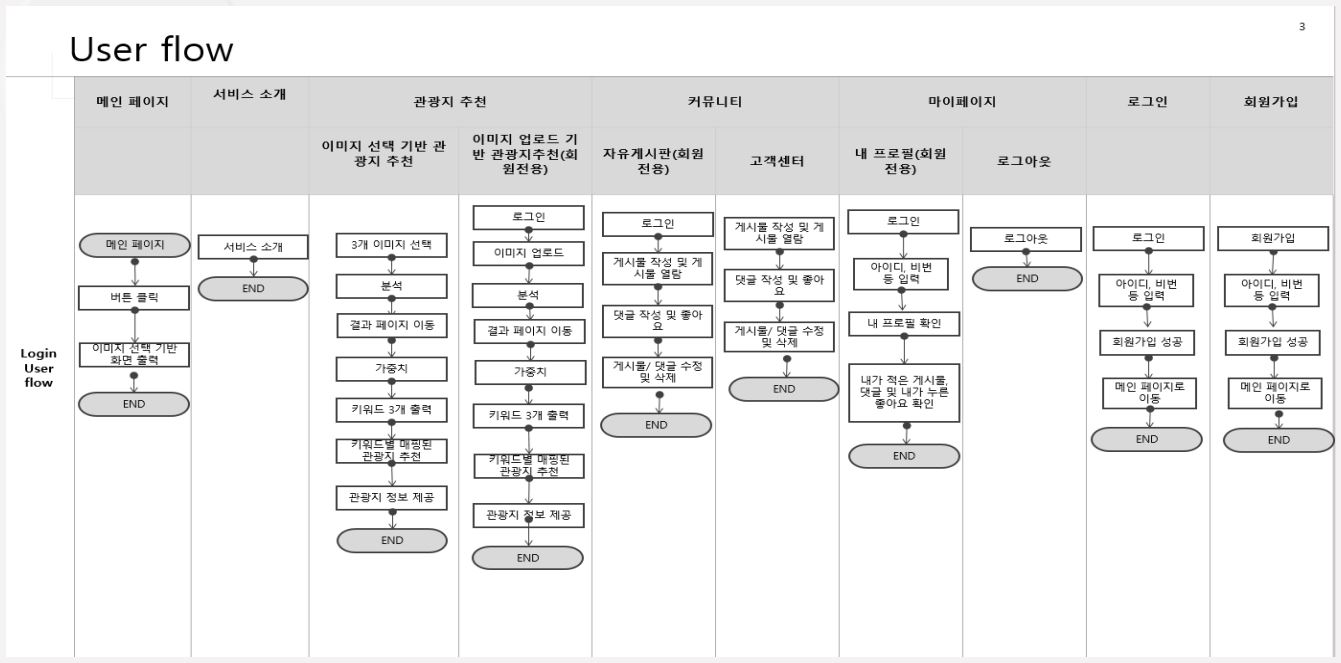 3
User flow
메인 페이지
서비스 소개
관광지 추천
커뮤니티
마이페이지
로그인
회원가입
이미지 선택 기반 관
광지 추천
이미지 업로드 기
반 관광지추천(회
원전용)
자유게시판(회원
전용)
고객센터
내 프로필(회원
전용)
로그아웃
Login
User
flow
메인 페이지
버튼 클릭
이미지 선택 기반
화면 출력
END
서비스 소개
END
3개 이미지 선택
분석
결과 페이지 이동
가중치
키워드 3개 출력
키워드별 매핑된
관광지 추천
관광지 정보 제공
END
로그인
이미지 업로드
분석
결과 페이지 이동
가중치
키워드 3개 출력
키워드별 매핑된
관광지 추천
관광지 정보 제공
END
로그인
게시물 작성 및 게
시물 열람
댓글 작성 및 좋아
요
게시물/ 댓글 수정
및 삭제
END
게시물 작성 및 게
시물 열람
댓글 작성 및 좋아
요
게시물/ 댓글 수정
및 삭제
END
로그인
아이디, 비번
등 입력
내 프로필 확인
내가 적은 게시물,
댓글 및 내가 누른
좋아요 확인
END
로그아웃
END
로그인
아이디, 비번
등 입력
회원가입 성공
메인 페이지로
이동
END
회원가입
아이디, 비번
등 입력
회원가입 성공
메인 페이지로
이동
END